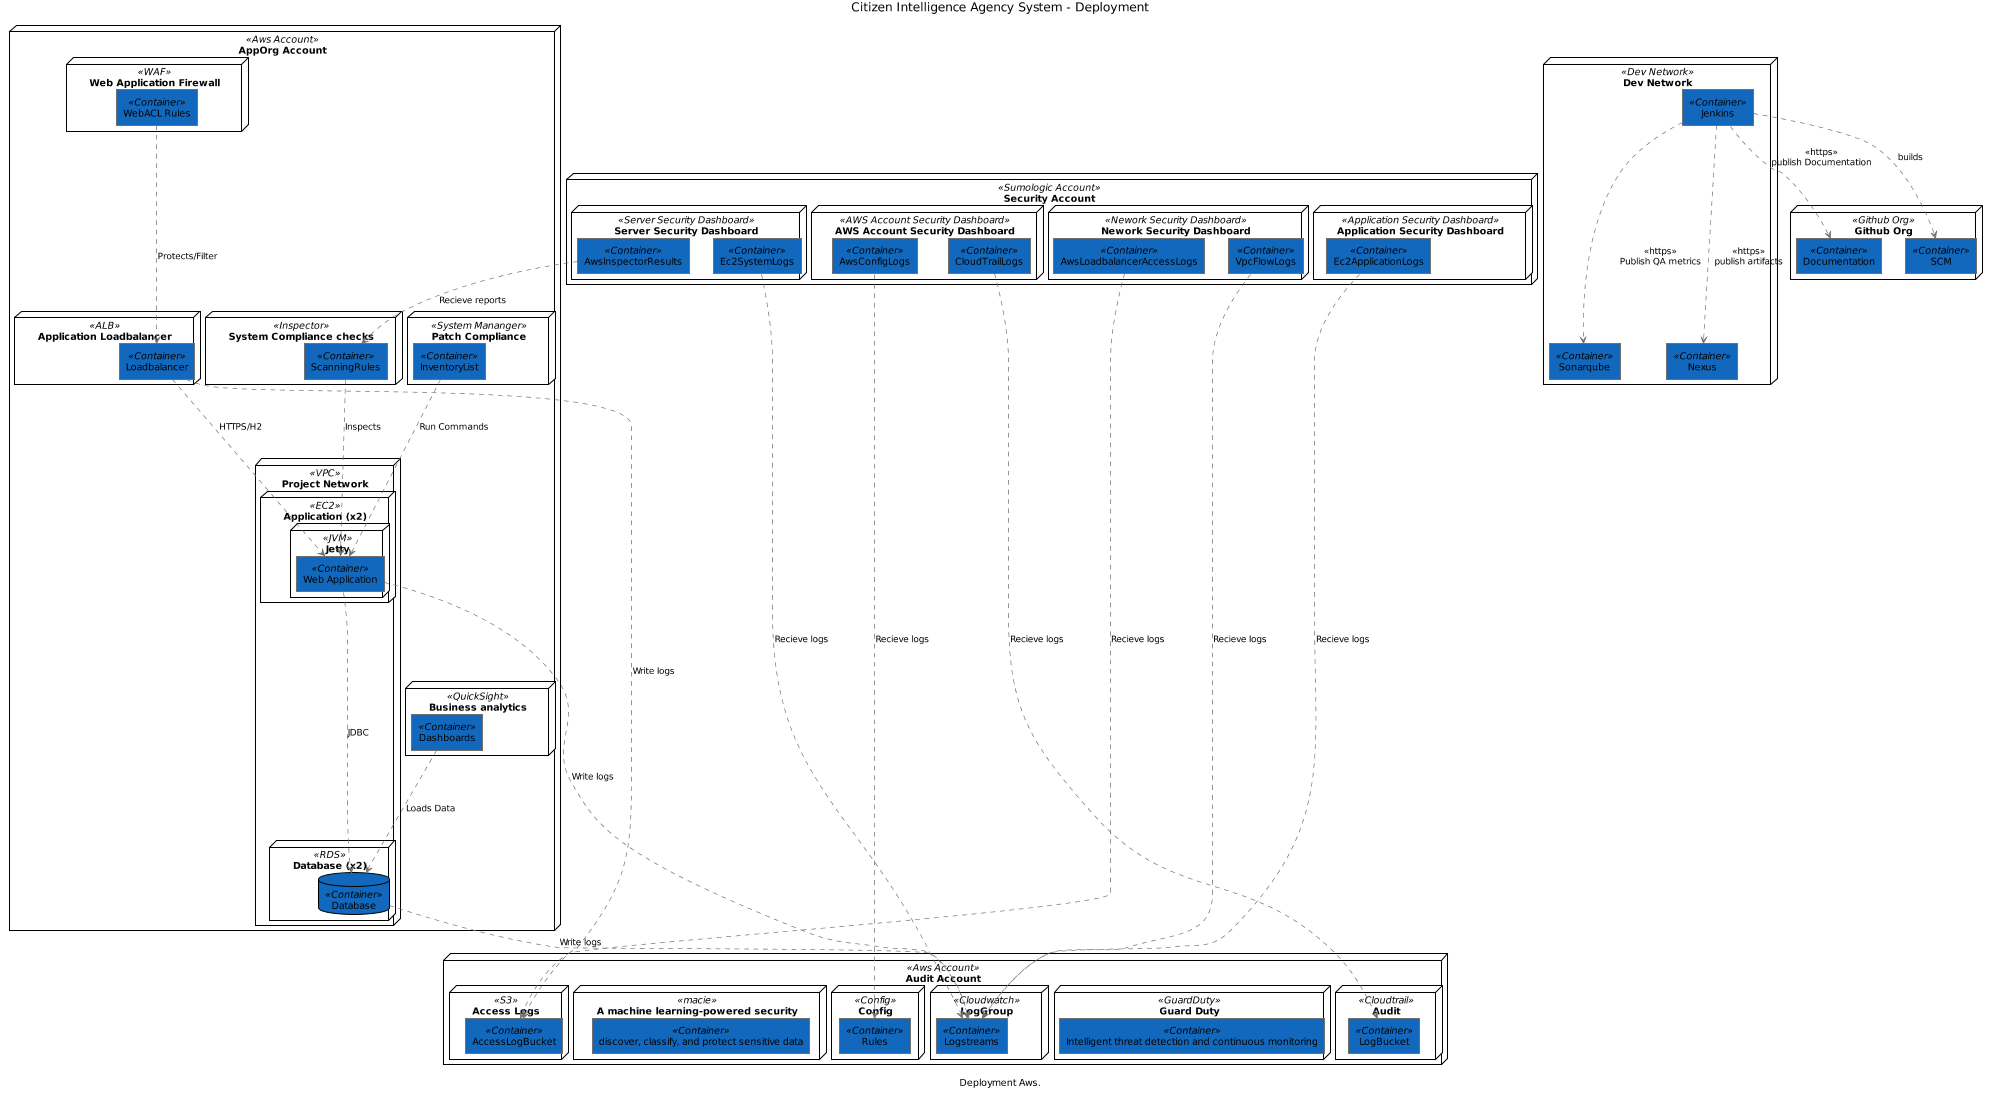 Citizen Intelligence Agency System - Deployment
«Aws Account»
AppOrg Account
«WAF»
Web Application Firewall
«Container»
WebACL Rules
Protects/Filter
«ALB»
Application Loadbalancer
«Container»
Loadbalancer
«Inspector»
System Compliance checks
«Container»
ScanningRules
«System Mananger»
Patch Compliance
«Container»
InventoryList
HTTPS/H2
Inspects
Run Commands
«VPC»
Project Network
«EC2»
Application (x2)
«JVM»
Jetty
«Container»
Web Application
JDBC
«QuickSight»
Business analytics
«Container»
Dashboards
Loads Data
«RDS»
Database (x2)
«Container»
Database
«Sumologic Account»
Security Account
«Server Security Dashboard»
Server Security Dashboard
«Container»
AwsInspectorResults
«Container»
Ec2SystemLogs
«AWS Account Security Dashboard»
AWS Account Security Dashboard
«Container»
AwsConfigLogs
«Container»
CloudTrailLogs
«Nework Security Dashboard»
Nework Security Dashboard
«Container»
AwsLoadbalancerAccessLogs
«Container»
VpcFlowLogs
«Application Security Dashboard»
Application Security Dashboard
«Container»
Ec2ApplicationLogs
Recieve reports
«Dev Network»
Dev Network
«Container»
Jenkins
«https»
publish Documentation
builds
«https»
Publish QA metrics
«https»
publish artifacts
«Container»
Sonarqube
«Container»
Nexus
«Github Org»
Github Org
«Container»
Documentation
«Container»
SCM
Recieve logs
Recieve logs
Recieve logs
Recieve logs
Recieve logs
Recieve logs
Write logs
Write logs
Write logs
«Aws Account»
Audit Account
«S3»
Access Logs
«Container»
AccessLogBucket
«macie»
A machine learning-powered security
«Container»
discover, classify, and protect sensitive data
«Config»
Config
«Container»
Rules
«Cloudwatch»
LogGroup
«Container»
Logstreams
«GuardDuty»
Guard Duty
«Container»
Intelligent threat detection and continuous monitoring
«Cloudtrail»
Audit
«Container»
LogBucket
Deployment Aws.